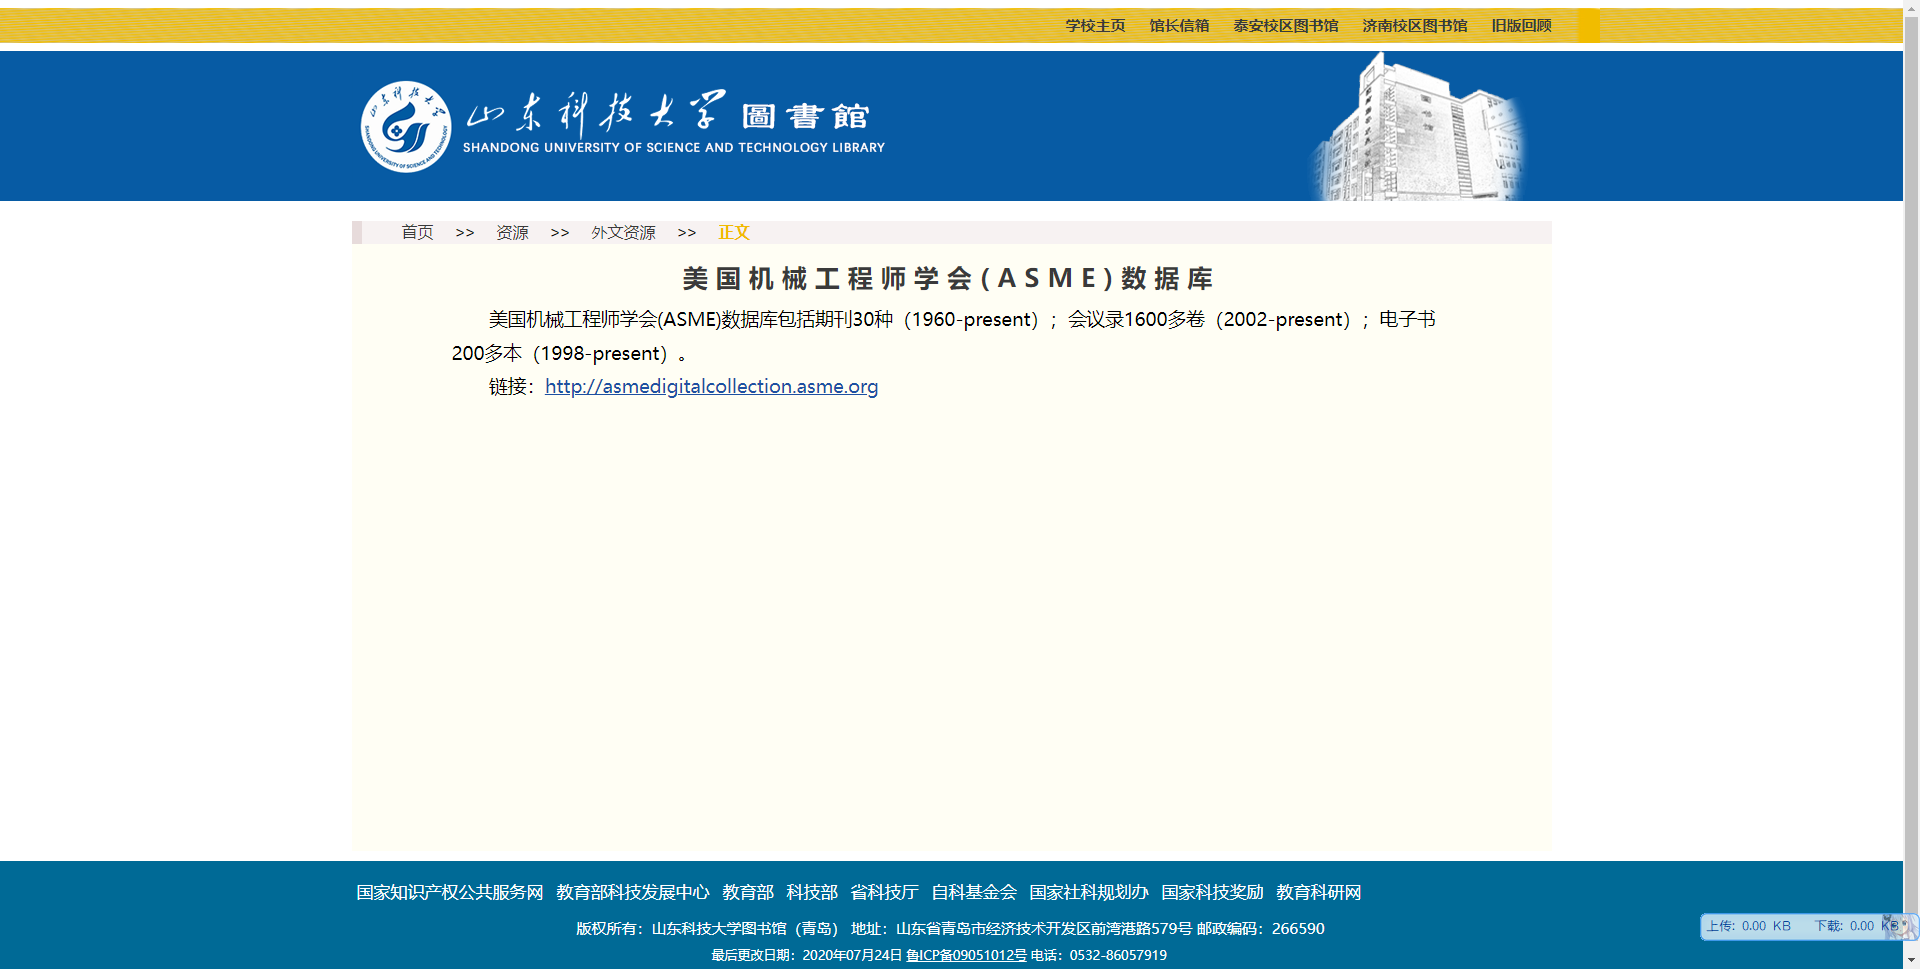 学校主页 馆长信箱 泰安校区图书馆 济南校区图书馆 旧版回顾
山东科技大学 圖書館
SHANDONG UNIVERSITY OF SCIENCE AND TECHNOLOGY LIBRARY
首页 >> 资源 >> 外文资源 >> 正文
美国机械工程师学会(ASME)数据库
美国机械工程师学会(ASME)数据库包括期刊30种（1960-present）；会议录1600多卷（2002-present）；电子书
200多本（1998-present）。
链接：http://asmedigitalcollection.asme.org
国家知识产权公共服务网 教育部科技发展中心 教育部 科技部 省科技厅 自科基金会 国家社科规划办 国家科技奖励 教育科研网
版权所有：山东科技大学图书馆（青岛） 地址：山东省青岛市经济技术开发区前湾港路579号 邮政编码：266590
上传: 0.00 KB 下载: 0.00 KB
最后更改日期：2020年07月24日 鲁ICP备09051012号 电话：0532-86057919